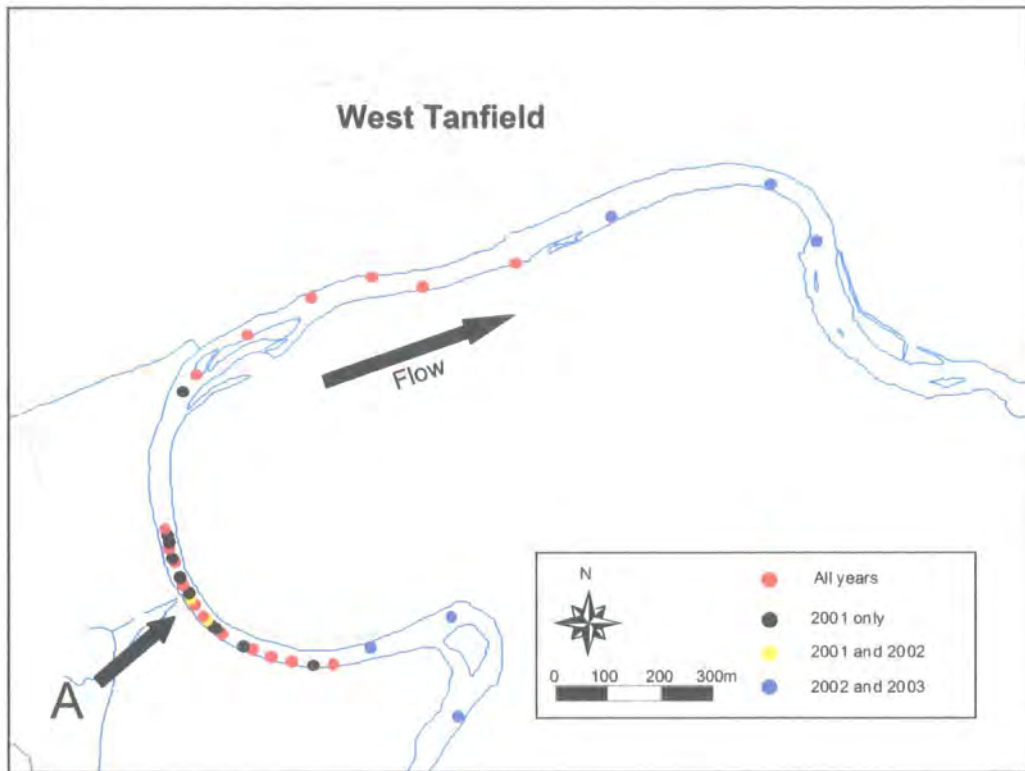 West Tanfield
Flow
A
N
0 100 200 300m
All years
2001 only
2001 and 2002
2002 and 2003